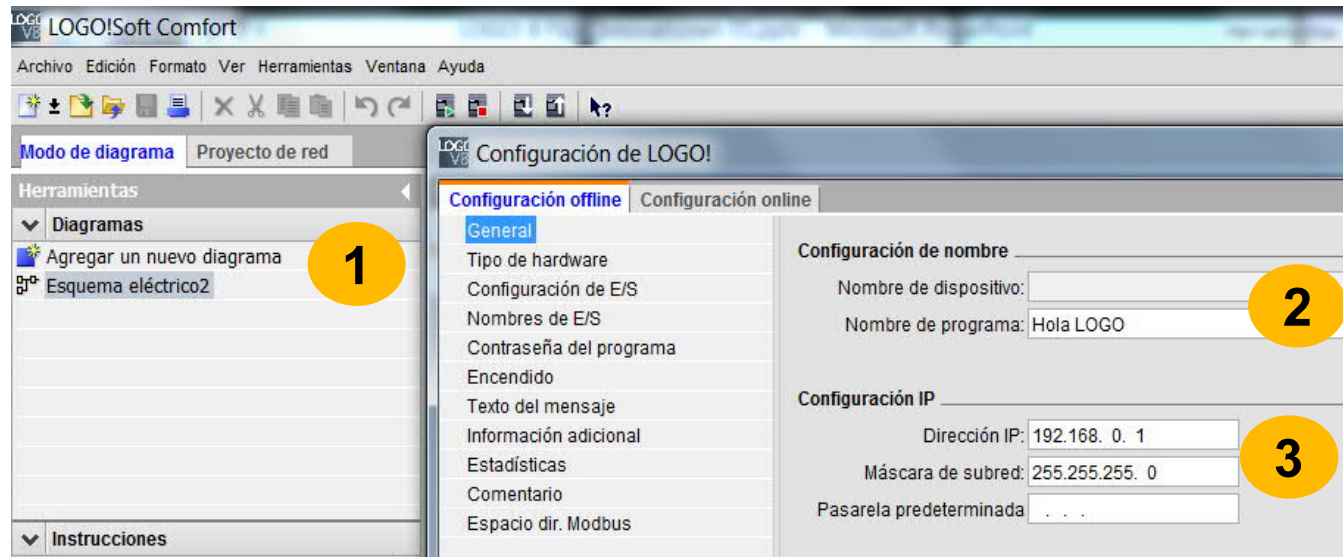 LOGO!Soft Comfort
Archivo Edición Formato Ver Herramientas Ventana Ayuda
Modo de diagrama Proyecto de red
Herramientas
Diagramas
Agregar un nuevo diagrama
Esquema eléctrico2
1
Instrucciones
Configuración de LOGO!
Configuración offline Configuración online
General
Tipo de hardware
Configuración de E/S
Nombres de E/S
Contraseña del programa
Encendido
Texto del mensaje
Información adicional
Estadísticas
Comentario
Espacio dir. Modbus
Configuración de nombre
Nombre de dispositivo:
Nombre de programa: Hola LOGO
2
Configuración IP
Dirección IP: 192.168. 0. 1
Máscara de subred: 255.255.255. 0
Pasarela predeterminada . . .
3